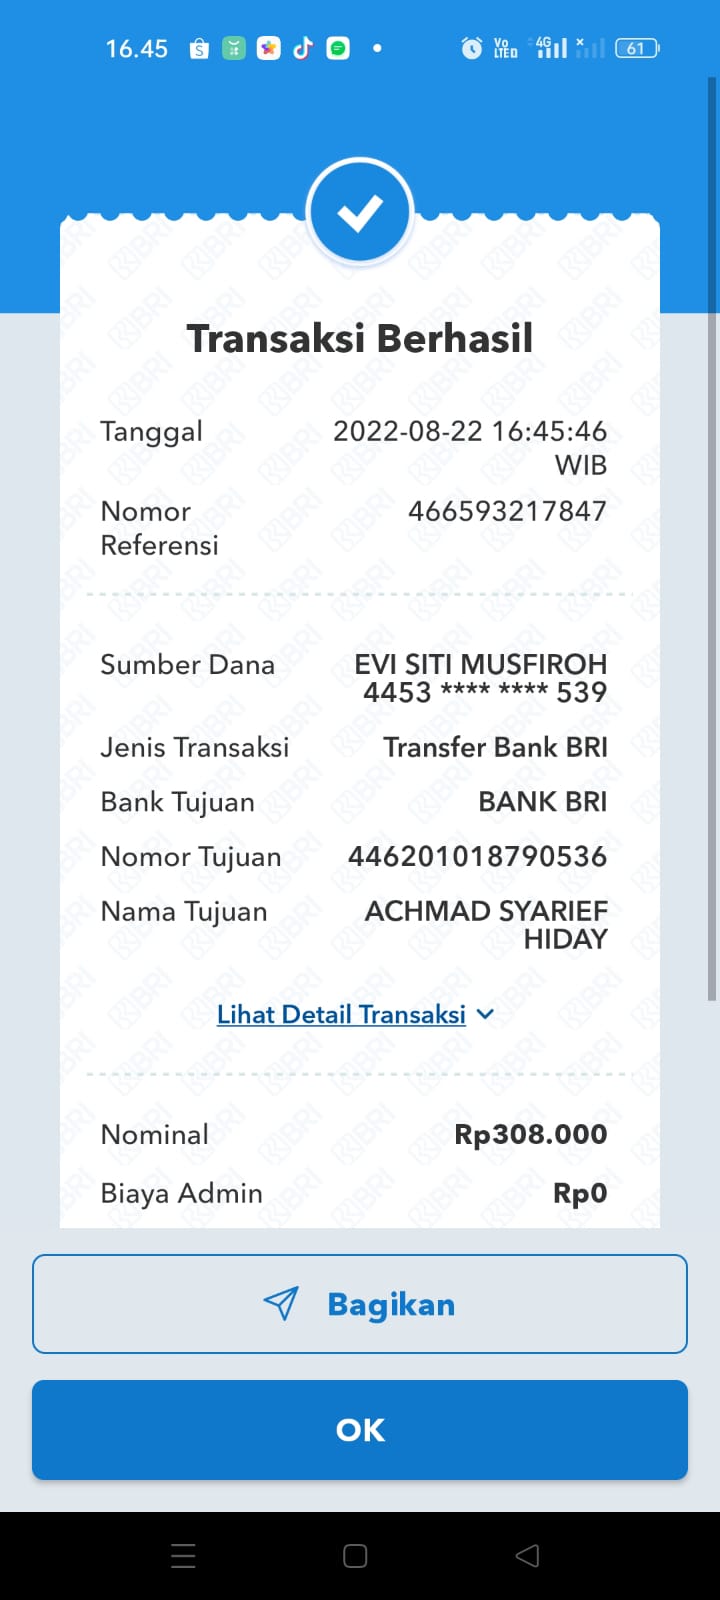 16.45 Vo LTED 4G 61
Transaksi Berhasil
Tanggal 2022-08-22 16:45:46
WIB
Nomor 466593217847
Referensi
Sumber Dana EVI SITI MUSFIROH
4453 **** **** 539
Jenis Transaksi Transfer Bank BRI
Bank Tujuan BANK BRI
Nomor Tujuan 446201018790536
Nama Tujuan ACHMAD SYARIEF
HIDAY
Lihat Detail Transaksi
Nominal Rp308.000
Biaya Admin Rp0
Bagikan
OK